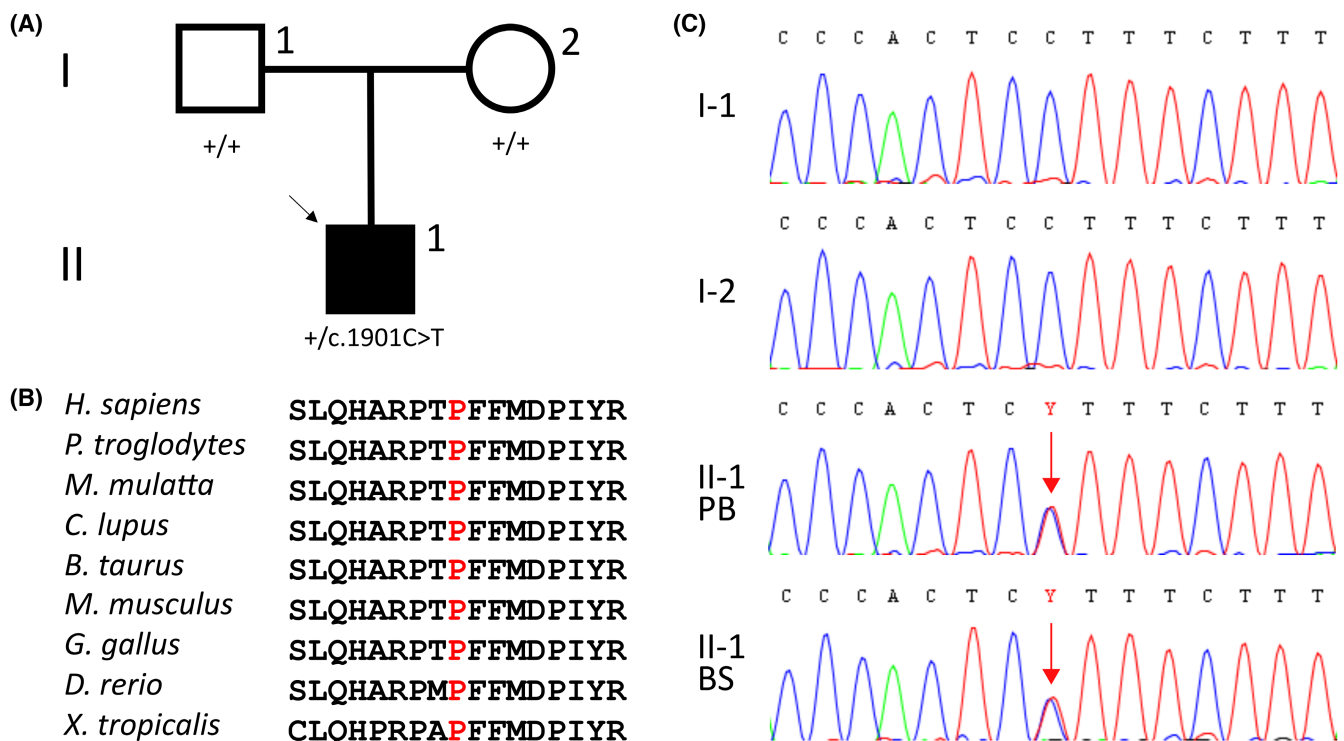 (A)
I
1
2
+/+
+/+
II
1
+/c.1901C>T
(B)
H. sapiens SLQHARPTPFFMDPIYR
P. troglodytes SLQHARPTPFFMDPIYR
M. mulatta SLQHARPTPFFMDPIYR
C. lupus SLQHARPTPFFMDPIYR
B. taurus SLQHARPTPFFMDPIYR
M. musculus SLQHARPTPFFMDPIYR
G. gallus SLQHARPTPFFMDPIYR
D. rerio SLQHARPMPFFMDPIYR
X. tropicalis CLQHPRPAPFFMDPIYR
(C)
C C C A C T C C T T T C T T T
I-1
C C C A C T C C T T T C T T T
I-2
C C C A C T C Y T T T C T T T
II-1
PB
C C C A C T C Y T T T C T T T
II-1
BS